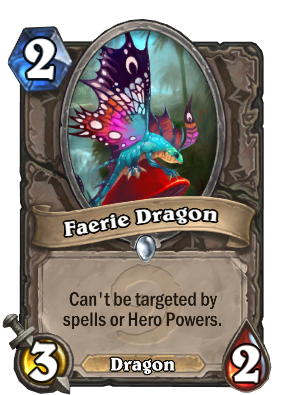 2
Faerie Dragon
Can't be targeted by
spells or Hero Powers.
3
Dragon
2